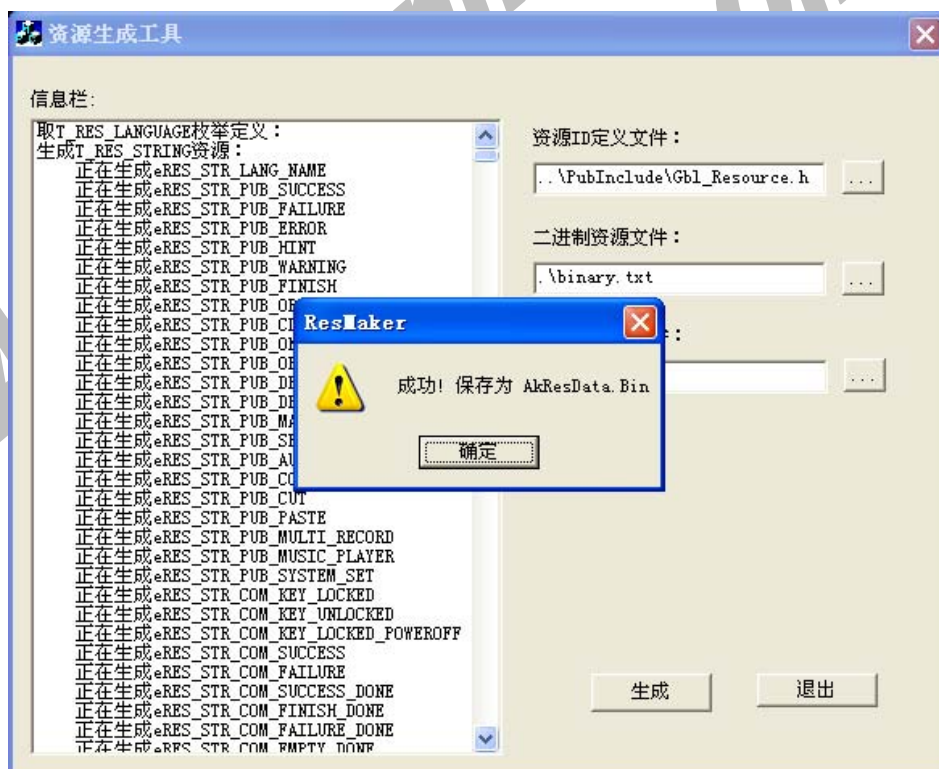 资源生成工具
信息栏:
取T_RES_LANGUAGE枚举定义：
生成T_RES_STRING资源：
正在生成eRES_STR_LANG_NAME
正在生成eRES_STR_PUB_SUCCESS
正在生成eRES_STR_PUB_FAILURE
正在生成eRES_STR_PUB_ERROR
正在生成eRES_STR_PUB_HINT
正在生成eRES_STR_PUB_WARNING
正在生成eRES_STR_PUB_FINISH
正在生成eRES_STR_PUB_CUT
正在生成eRES_STR_PUB_PASTE
正在生成eRES_STR_PUB_MULTI_RECORD
正在生成eRES_STR_PUB_MUSIC_PLAYER
正在生成eRES_STR_PUB_SYSTEM_SET
正在生成eRES_STR_COM_KEY_LOCKED
正在生成eRES_STR_COM_KEY_UNLOCKED
正在生成eRES_STR_COM_KEY_LOCKED_POWEROFF
正在生成eRES_STR_COM_SUCCESS
正在生成eRES_STR_COM_FAILURE
正在生成eRES_STR_COM_SUCCESS_DONE
正在生成eRES_STR_COM_FINISH_DONE
正在生成eRES_STR_COM_FAILURE_DONE
正在生成eRES_STR_COM_EMPTY_DONE
资源ID定义文件：
..\PubInclude\Gbl_Resource.h
...
二进制资源文件：
.\binary.txt
...
...
ResMaker
成功! 保存为 AkResData.Bin
确定
生成
退出